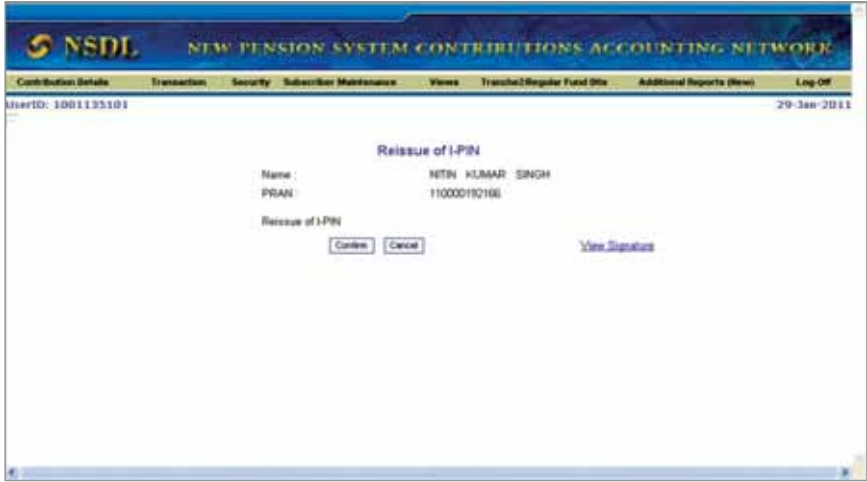 NSDL
NEW PENSION SYSTEM CONTRIBUTIONS ACCOUNTING NETWORK
Contribution Details Transaction Security Subscriber Maintenance Views Tranche2/Regular Fund Dtls Additional Reports (New) Log-Off
UserID: 1001135101 29-Jan-2011
Reissue of I-PIN
Name : NITIN KUMAR SINGH
PRAN : 110000192166
Reissue of I-PIN
Confirm Cancel View Signature